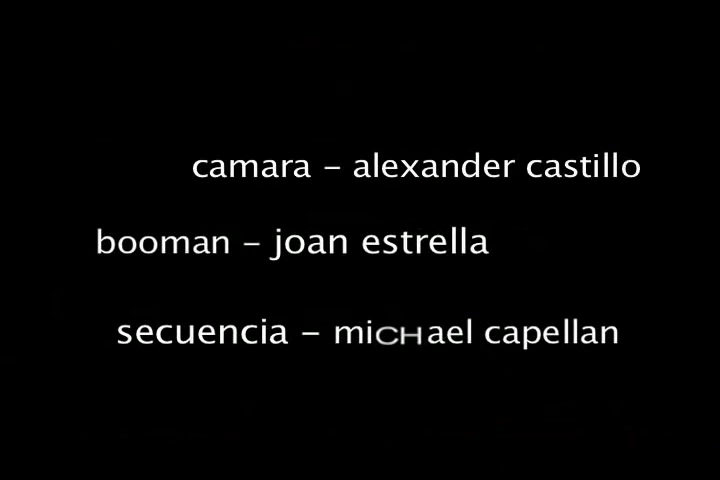 camara - alexander castillo
booman - joan estrella
secuencia - miCHael capellan